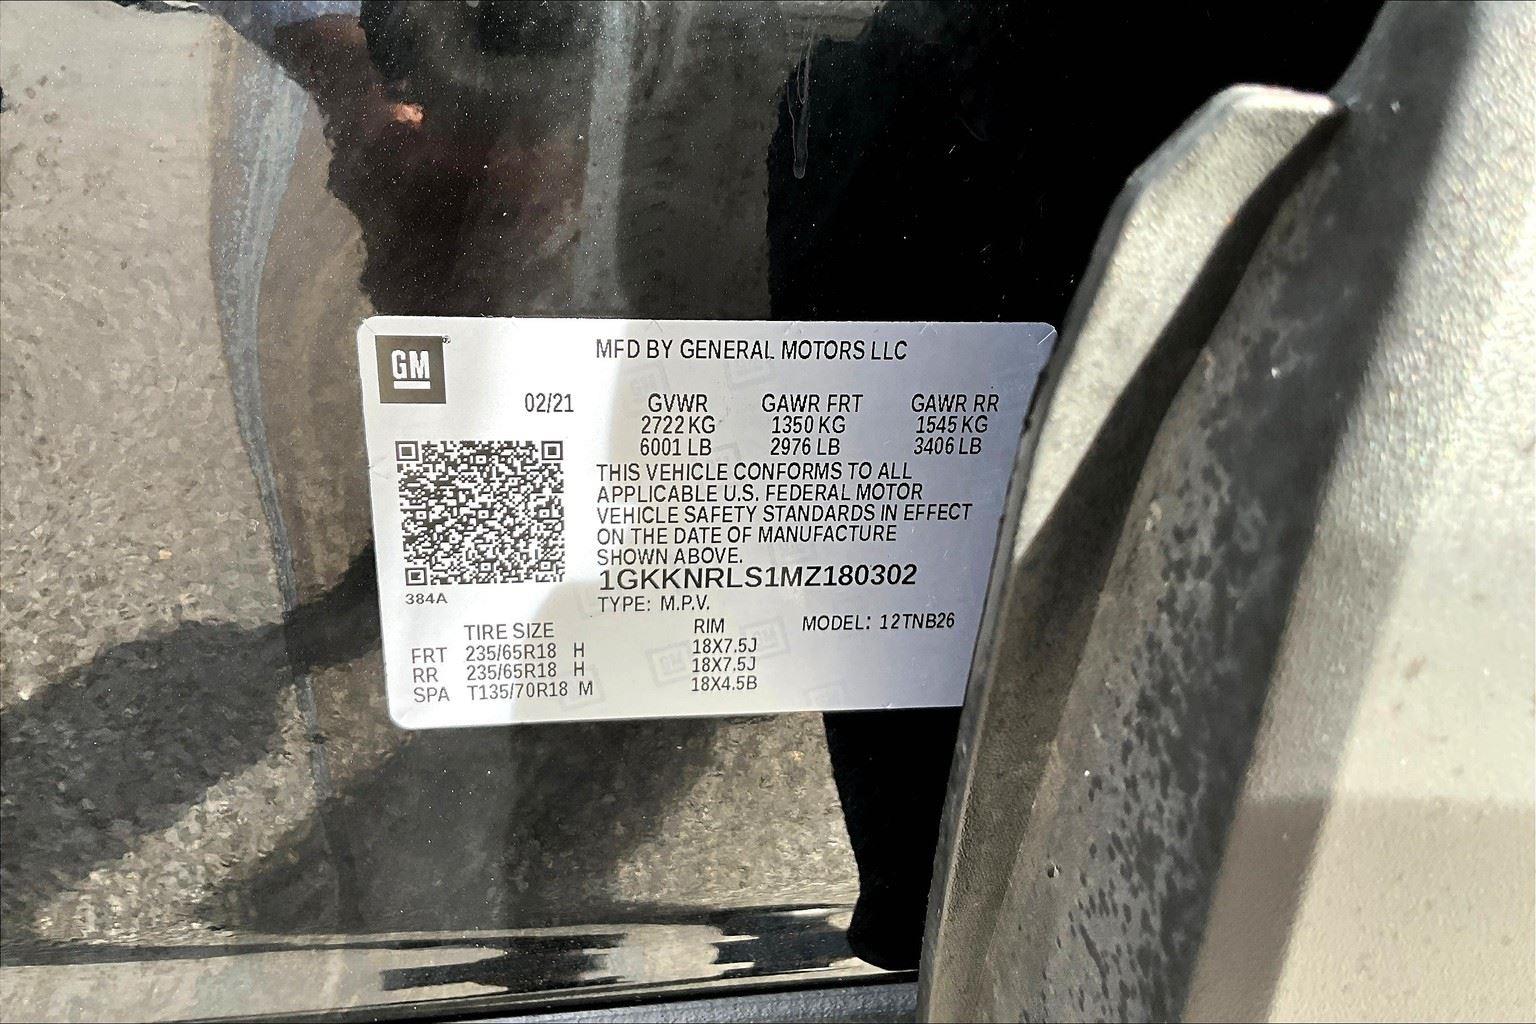 GM
MFD BY GENERAL MOTORS LLC
02/21 GVWR GAWR FRT GAWR RR
2722 KG 1350 KG 1545 KG
6001 LB 2976 LB 3406 LB
THIS VEHICLE CONFORMS TO ALL
APPLICABLE U.S. FEDERAL MOTOR
VEHICLE SAFETY STANDARDS IN EFFECT
ON THE DATE OF MANUFACTURE
SHOWN ABOVE.
1GKKNRLS1MZ180302
384A
TYPE: M.P.V.
MODEL: 12TNB26
TIRE SIZE RIM
FRT 235/65R18 H 18X7.5J
RR 235/65R18 H 18X7.5J
SPA T135/70R18 M 18X4.5B